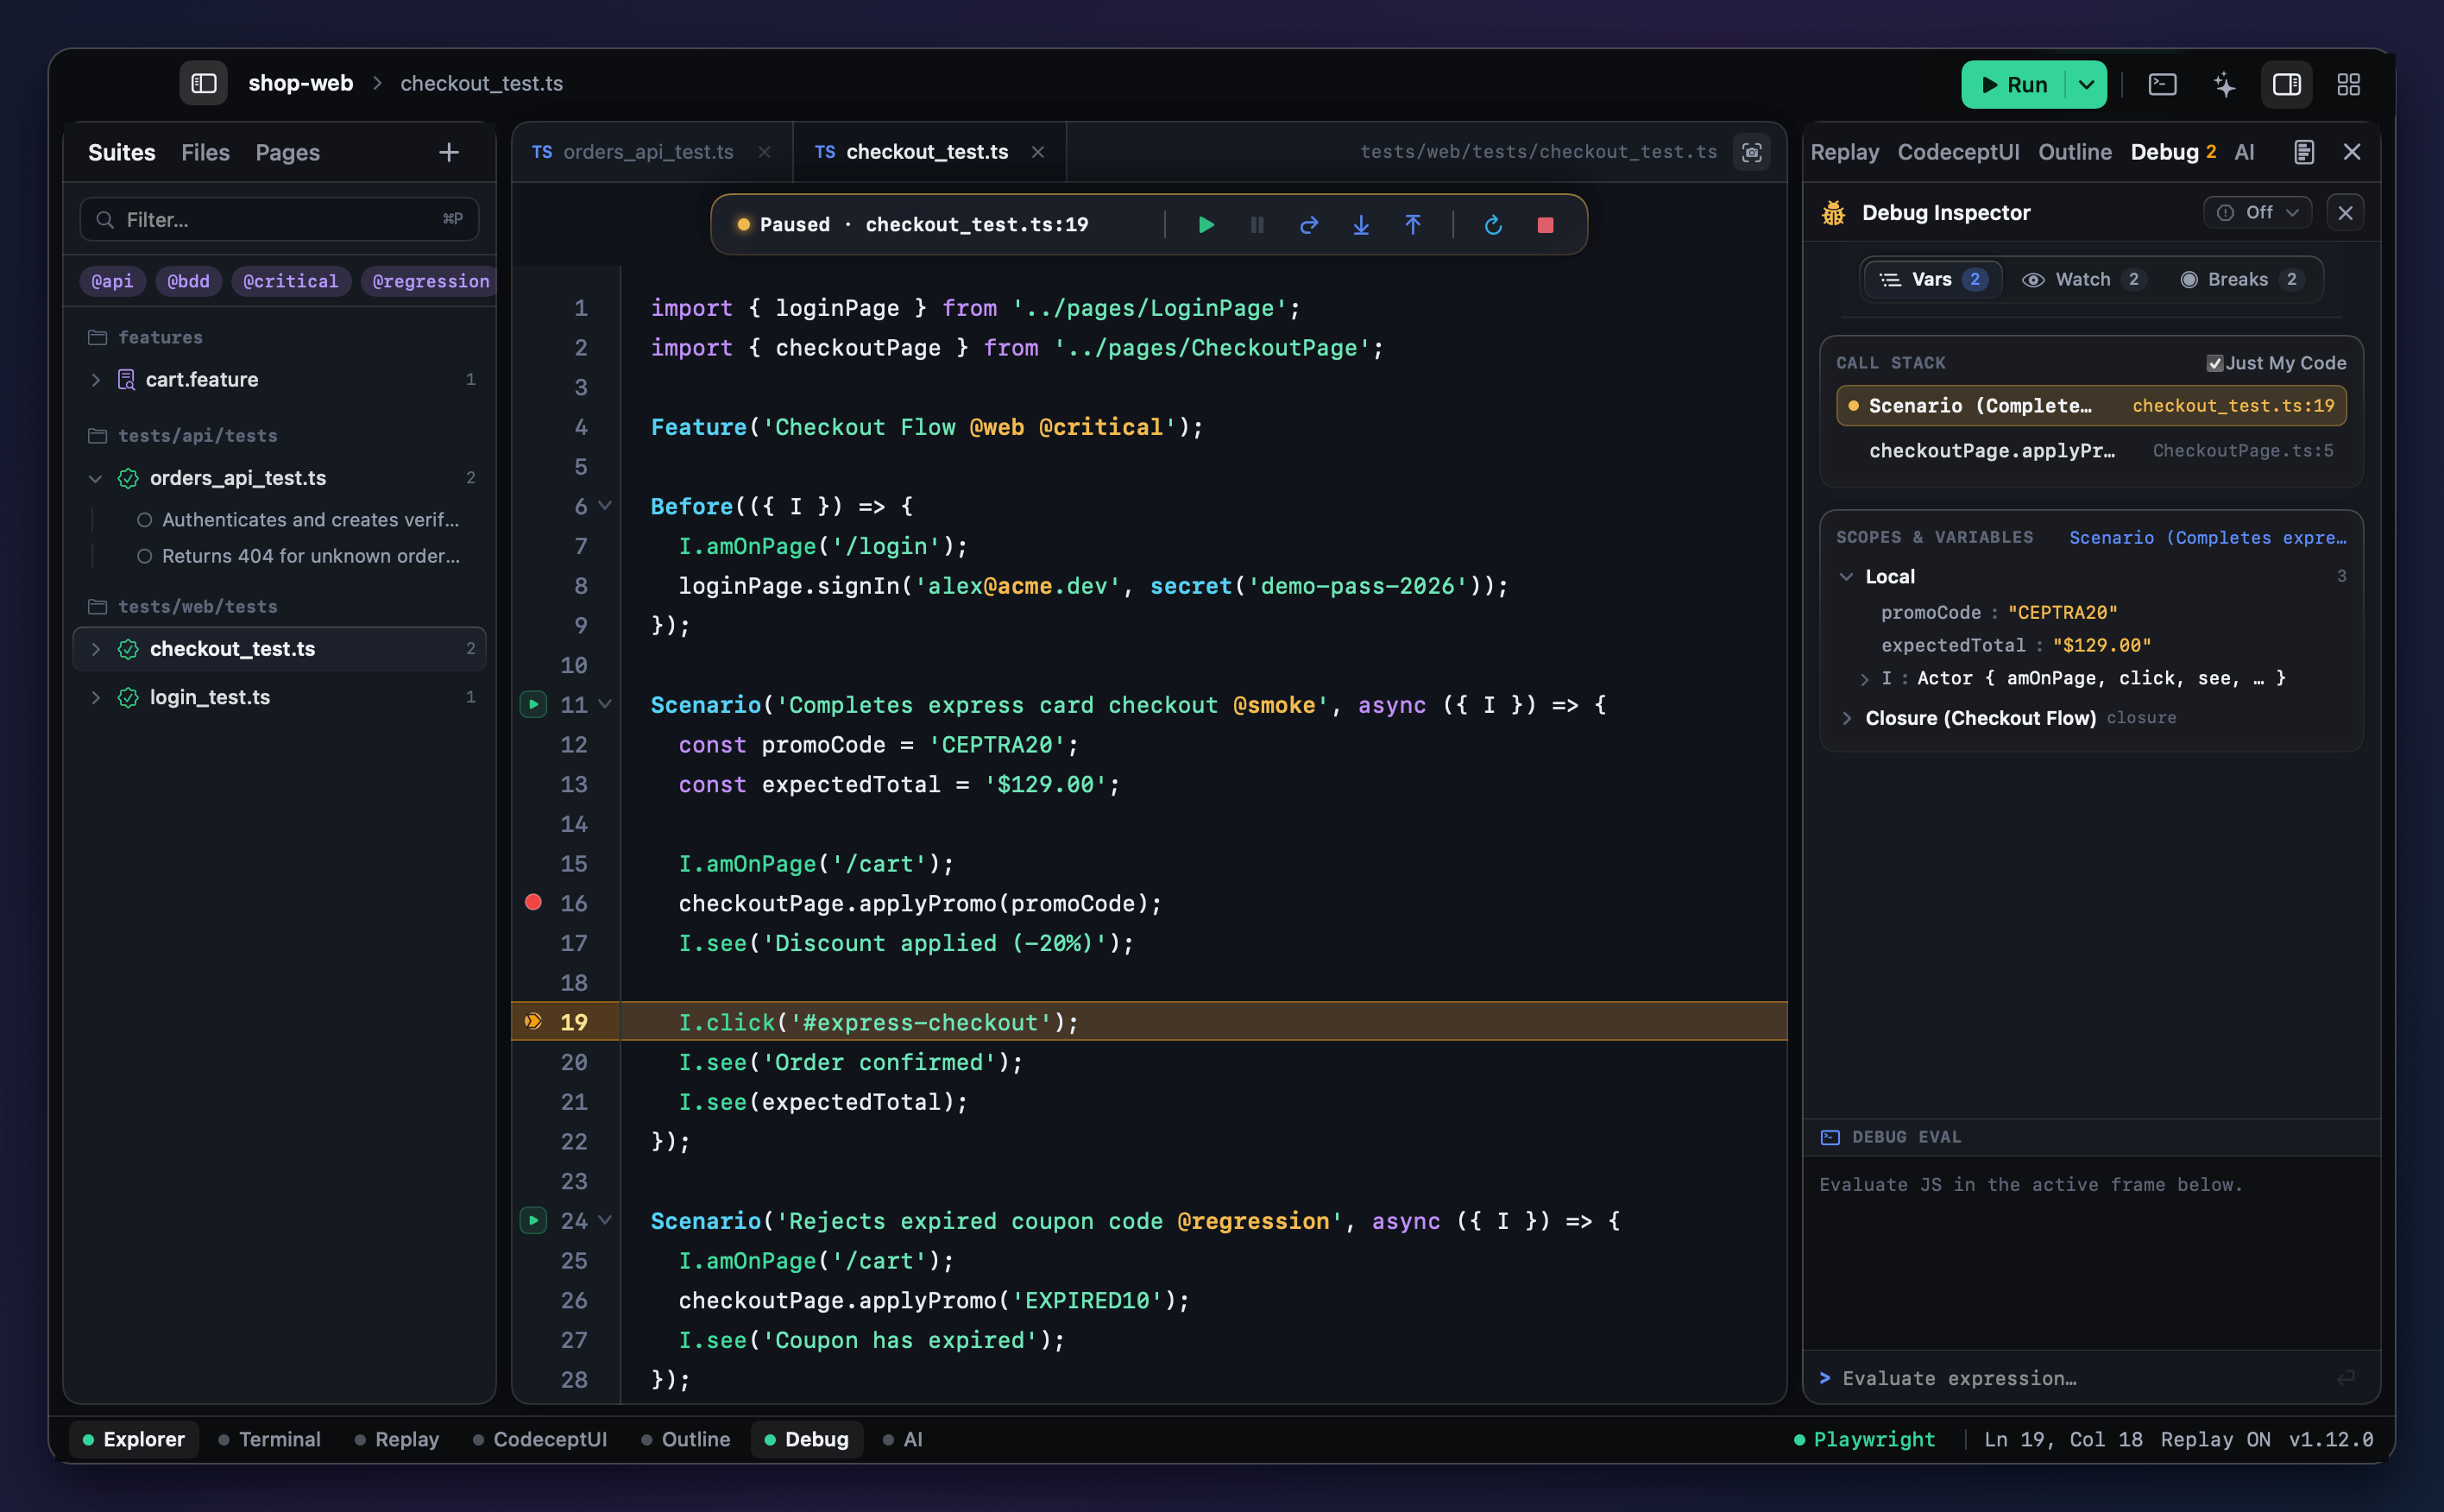 shop-web > checkout_test.ts
Run
Suites Files Pages +
Filter... ⌘P
@api @bdd @critical @regression
features
cart.feature 1
tests/api/tests
orders_api_test.ts 2
Authenticates and creates verif...
Returns 404 for unknown order...
tests/web/tests
checkout_test.ts 2
login_test.ts 1
TS orders_api_test.ts × TS checkout_test.ts × tests/web/tests/checkout_test.ts
Paused · checkout_test.ts:19
1 import { loginPage } from '../pages/LoginPage';
2 import { checkoutPage } from '../pages/CheckoutPage';
3
4 Feature('Checkout Flow @web @critical');
5
6 Before(({ I }) => {
7 I.amOnPage('/login');
8 loginPage.signIn('alex@acme.dev', secret('demo-pass-2026'));
9 });
10
11 Scenario('Completes express card checkout @smoke', async ({ I }) => {
12 const promoCode = 'CEPTRA20';
13 const expectedTotal = '$129.00';
14
15 I.amOnPage('/cart');
16 checkoutPage.applyPromo(promoCode);
17 I.see('Discount applied (-20%)');
18
19 I.click('#express-checkout');
20 I.see('Order confirmed');
21 I.see(expectedTotal);
22 });
23
24 Scenario('Rejects expired coupon code @regression', async ({ I }) => {
25 I.amOnPage('/cart');
26 checkoutPage.applyPromo('EXPIRED10');
27 I.see('Coupon has expired');
28 });
Replay CodeceptUI Outline Debug 2 AI
Debug Inspector Off
Vars 2 Watch 2 Breaks 2
CALL STACK Just My Code
Scenario (Complete… checkout_test.ts:19
checkoutPage.applyPr… CheckoutPage.ts:5
SCOPES & VARIABLES Scenario (Completes expre…
Local 3
promoCode : "CEPTRA20"
expectedTotal : "$129.00"
I : Actor { amOnPage, click, see, … }
Closure (Checkout Flow) closure
DEBUG EVAL
Evaluate JS in the active frame below.
> Evaluate expression…
Explorer Terminal Replay CodeceptUI Outline Debug AI
Playwright | Ln 19, Col 18 Replay ON v1.12.0